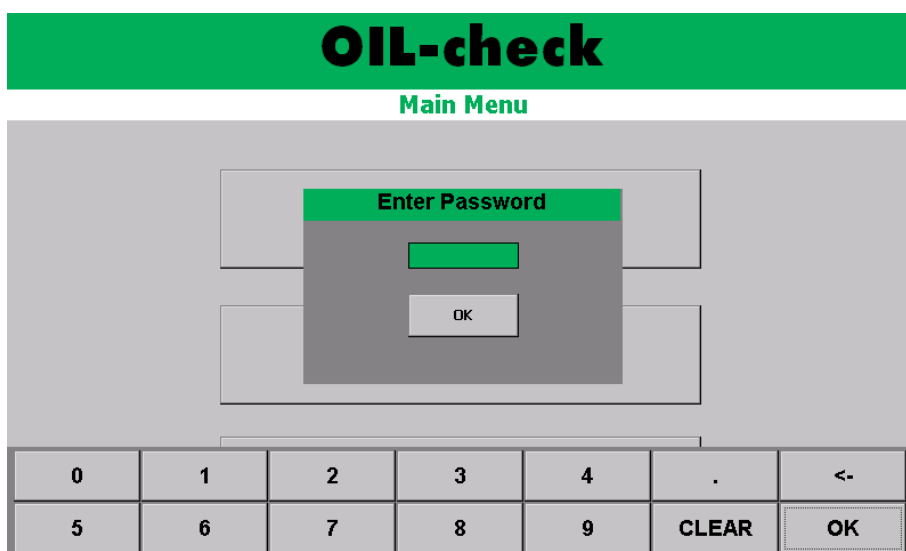 OIL-check
Main Menu
Enter Password
OK
0 1 2 3 4 . <-
5 6 7 8 9 CLEAR OK